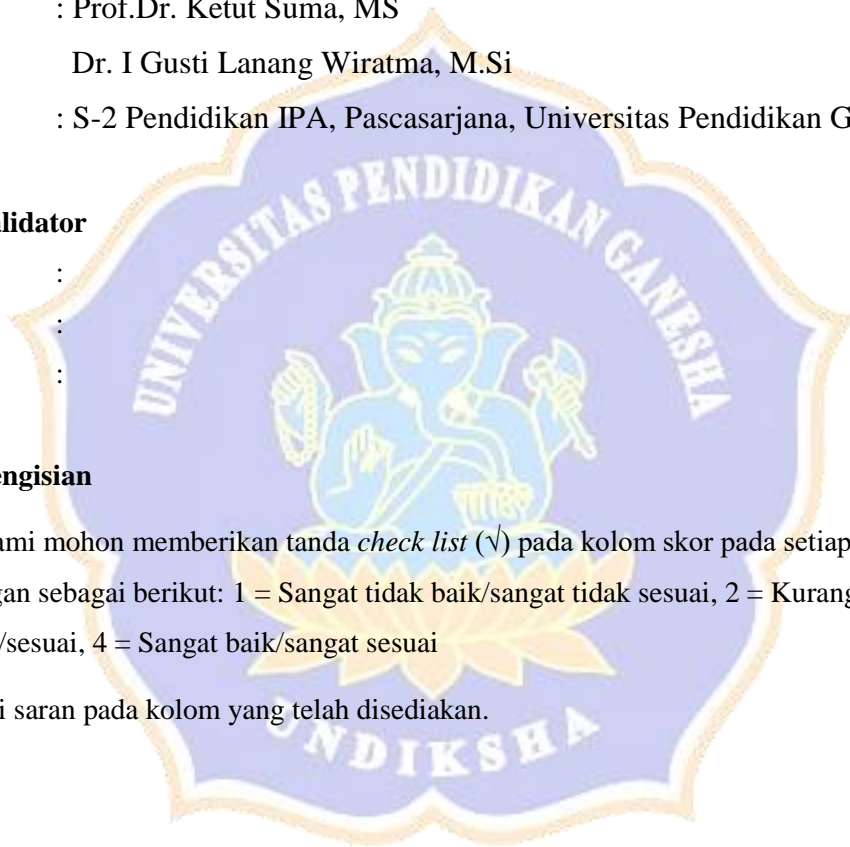 : Prof.Dr. Ketut Suma, MS
Dr. I Gusti Lanang Wiratma, M.Si
: S-2 Pendidikan IPA, Pascasarjana, Universitas Pendidikan G
UNIVERSITAS PENDIDIKAN GANESHA
lidator
:
:
:
engisian
ami mohon memberikan tanda check list (√) pada kolom skor pada setiap
gan sebagai berikut: 1 = Sangat tidak baik/sangat tidak sesuai, 2 = Kurang
/sesuai, 4 = Sangat baik/sangat sesuai
i saran pada kolom yang telah disediakan.
UNDIKSHA